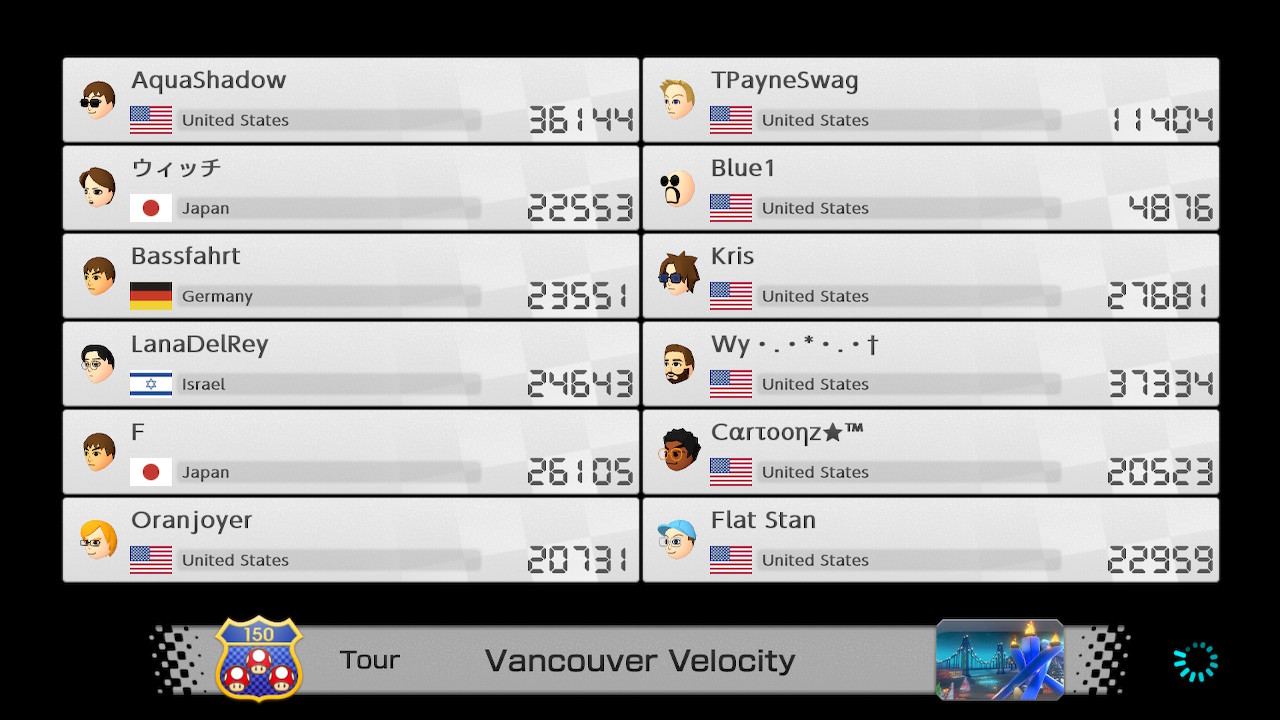 AquaShadow
United States 36144
ウィッチ
Japan 22553
Bassfahrt
Germany 23551
LanaDelRey
Israel 24643
F
Japan 26105
Oranjoyer
United States 20731
TPayneSwag
United States 11404
Blue1
United States 4876
Kris
United States 27681
Wy・.・*・.・†
United States 37334
Cαrτooηz★™
United States 20523
Flat Stan
United States 22959
150 Tour Vancouver Velocity